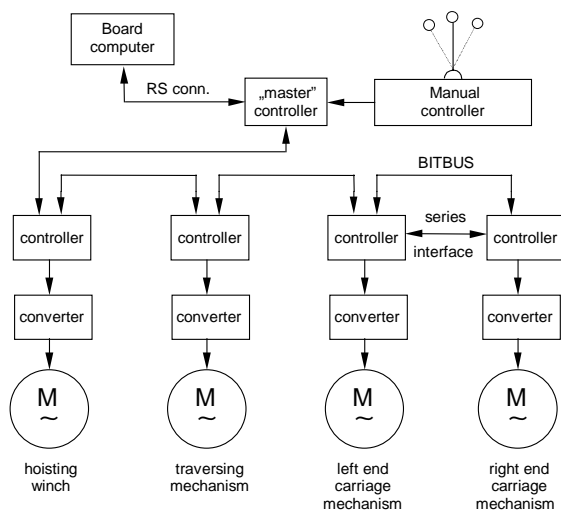 Board
computer
RS conn.
„master”
controller
Manual
controller
BITBUS
controller
controller
controller
series
interface
controller
converter
converter
converter
converter
M
~
M
~
M
~
M
~
hoisting
winch
traversing
mechanism
left end
carriage
mechanism
right end
carriage
mechanism